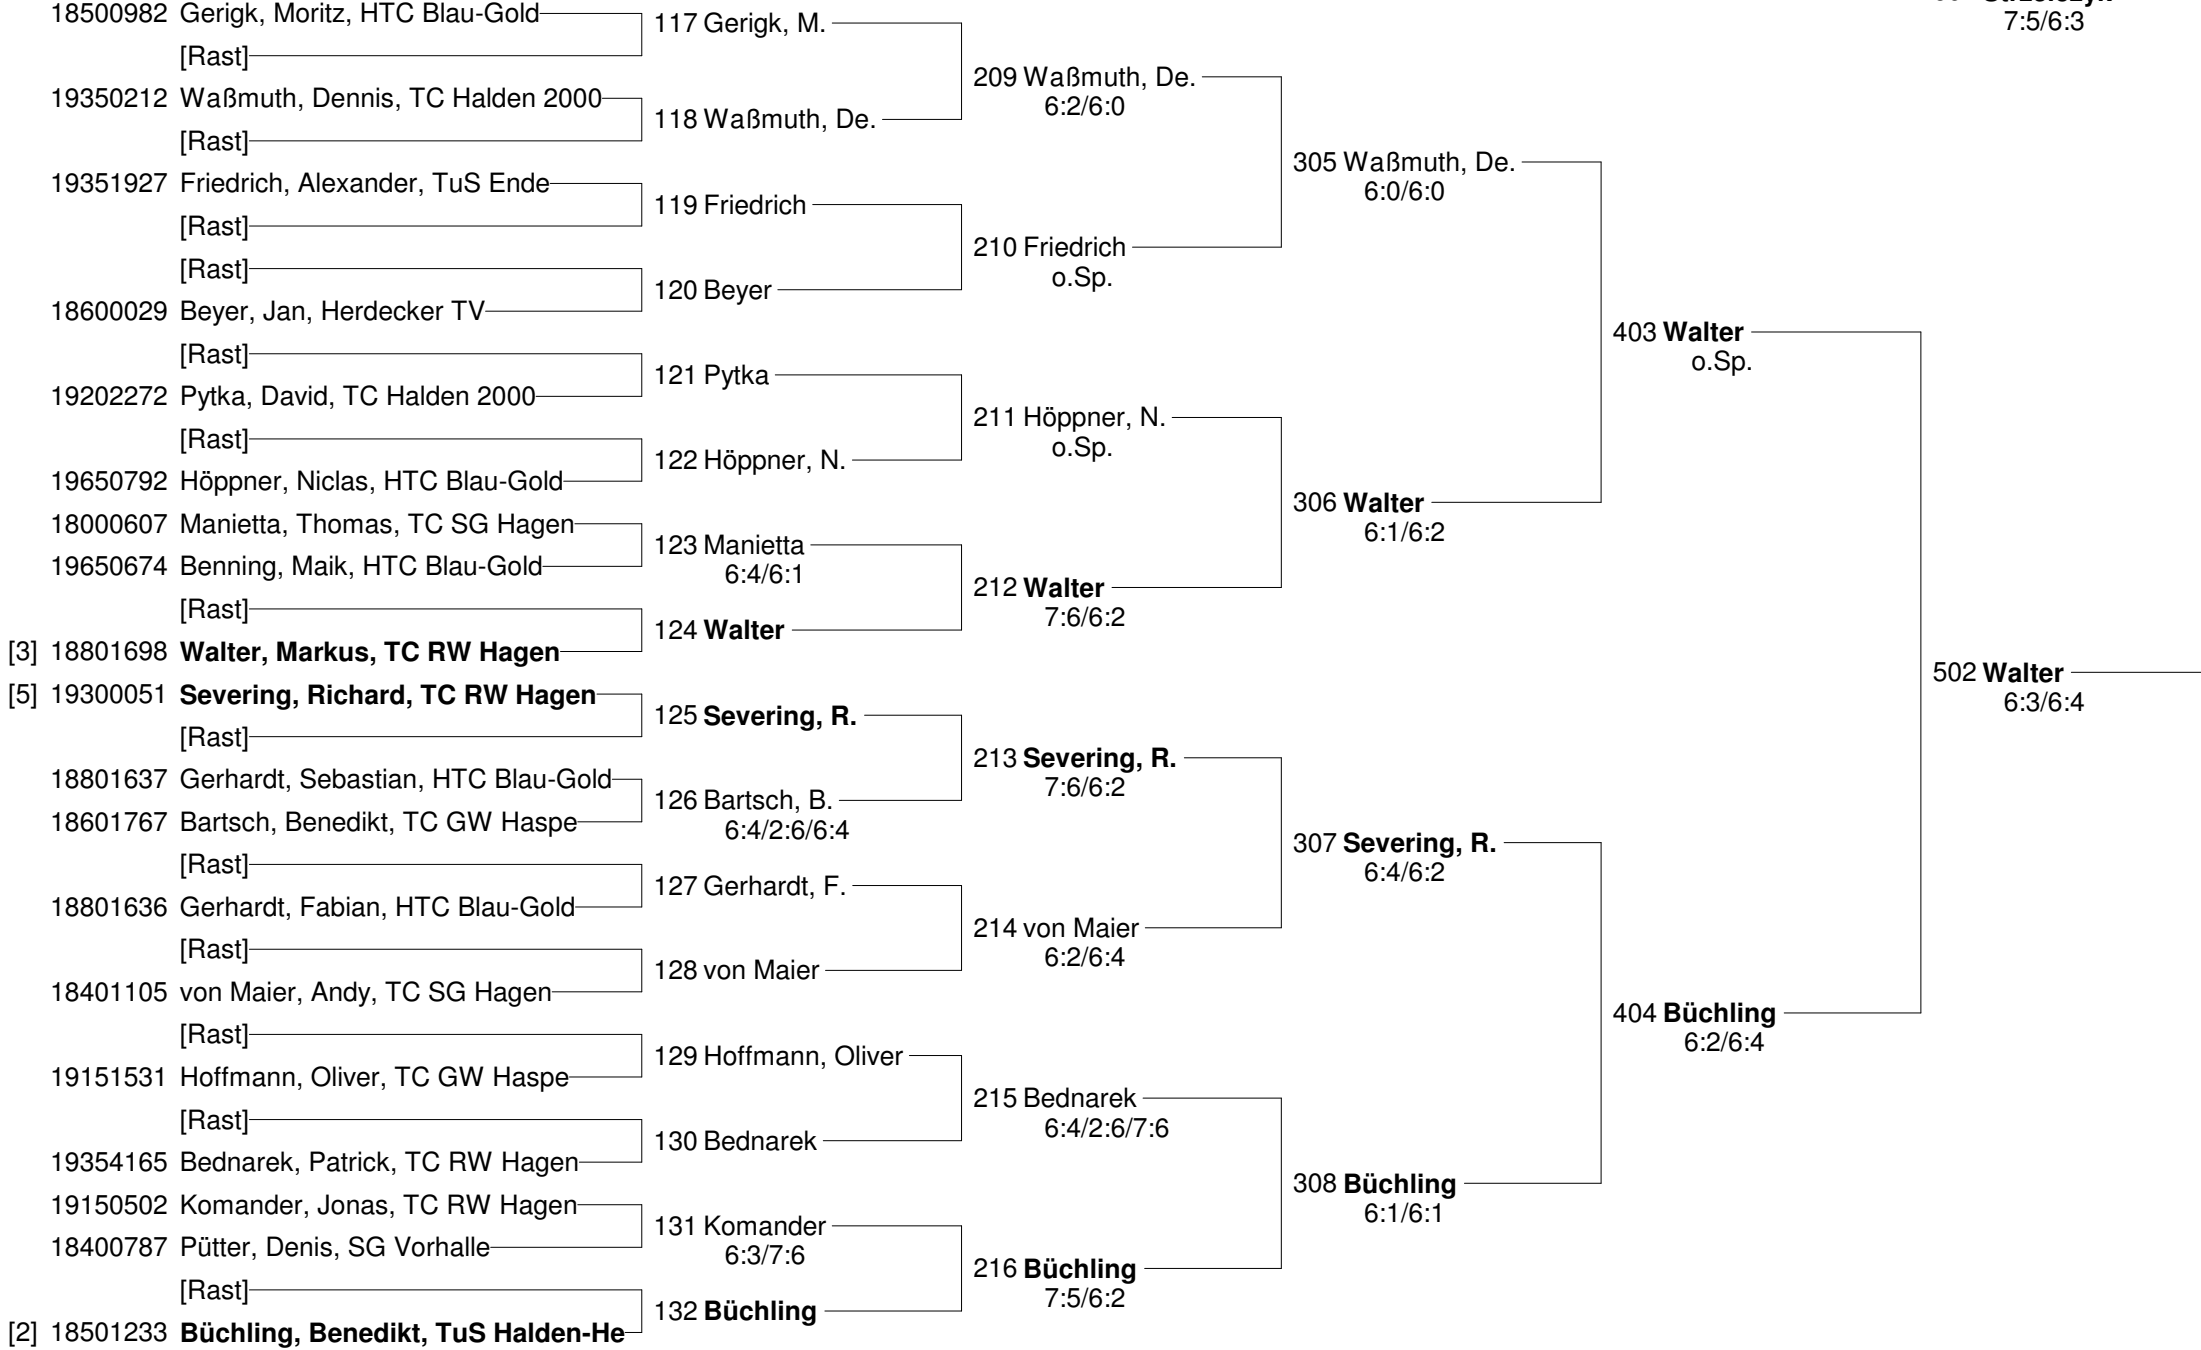 18500982 Gerigk, Moritz, HTC Blau-Gold
[Rast]
19350212 Waßmuth, Dennis, TC Halden 2000
[Rast]
19351927 Friedrich, Alexander, TuS Ende
[Rast]
[Rast]
18600029 Beyer, Jan, Herdecker TV
[Rast]
19202272 Pytka, David, TC Halden 2000
[Rast]
19650792 Höppner, Niclas, HTC Blau-Gold
18000607 Manietta, Thomas, TC SG Hagen
19650674 Benning, Maik, HTC Blau-Gold
[Rast]
[3] 18801698 Walter, Markus, TC RW Hagen
[5] 19300051 Severing, Richard, TC RW Hagen
[Rast]
18801637 Gerhardt, Sebastian, HTC Blau-Gold
18601767 Bartsch, Benedikt, TC GW Haspe
[Rast]
18801636 Gerhardt, Fabian, HTC Blau-Gold
[Rast]
18401105 von Maier, Andy, TC SG Hagen
[Rast]
19151531 Hoffmann, Oliver, TC GW Haspe
[Rast]
19354165 Bednarek, Patrick, TC RW Hagen
19150502 Komander, Jonas, TC RW Hagen
18400787 Pütter, Denis, SG Vorhalle
[Rast]
[2] 18501233 Büchling, Benedikt, TuS Halden-He
117 Gerigk, M.
118 Waßmuth, De.
119 Friedrich
120 Beyer
121 Pytka
122 Höppner, N.
123 Manietta
6:4/6:1
124 Walter
125 Severing, R.
126 Bartsch, B.
6:4/2:6/6:4
127 Gerhardt, F.
128 von Maier
129 Hoffmann, Oliver
130 Bednarek
131 Komander
6:3/7:6
132 Büchling
209 Waßmuth, De.
6:2/6:0
210 Friedrich
o.Sp.
211 Höppner, N.
o.Sp.
212 Walter
7:6/6:2
213 Severing, R.
7:6/6:2
214 von Maier
6:2/6:4
215 Bednarek
6:4/2:6/7:6
216 Büchling
7:5/6:2
305 Waßmuth, De.
6:0/6:0
306 Walter
6:1/6:2
307 Severing, R.
6:4/6:2
308 Büchling
6:1/6:1
403 Walter
o.Sp.
404 Büchling
6:2/6:4
7:5/6:3
502 Walter
6:3/6:4